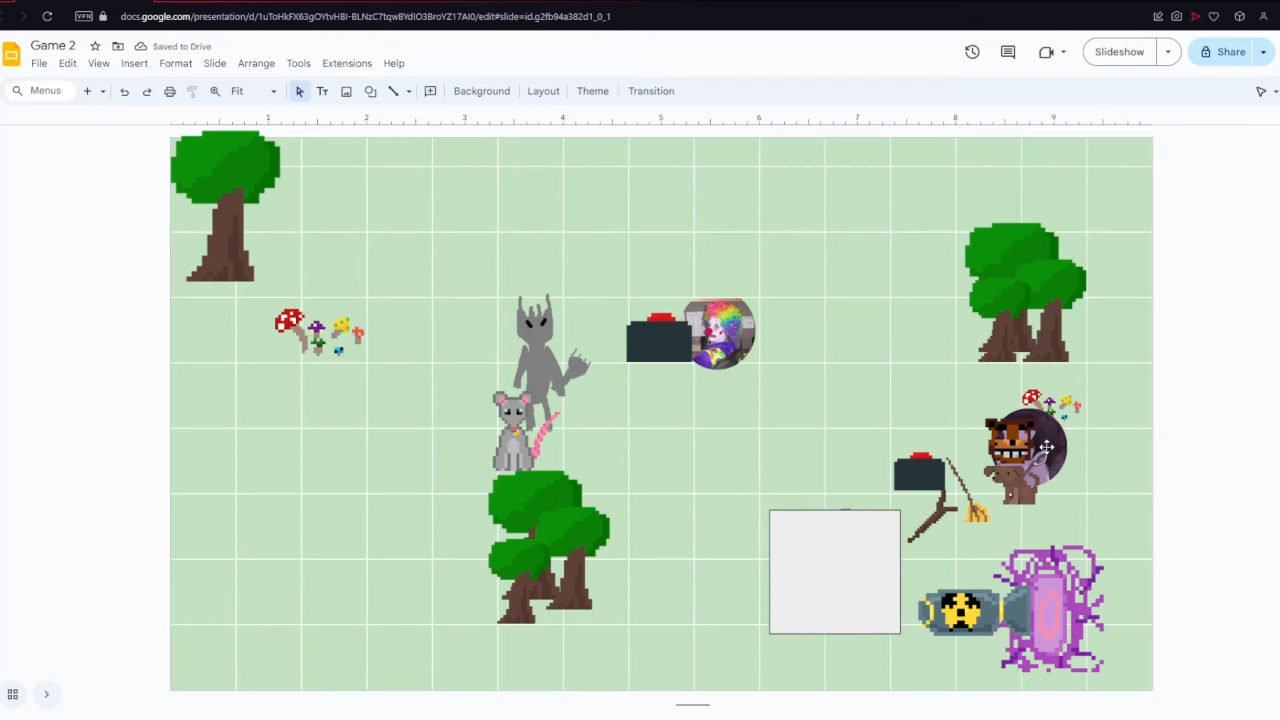 VPN docs.google.com/presentation/d/1uToHkFX63gOYtvHBI-BLNzC7tqwBYdIO3BroYZ17AI0/edit#slide=id.g2fb94a382d1_0_1
Game 2 Saved to Drive
File Edit View Insert Format Slide Arrange Tools Extensions Help
Slideshow Share
Menus Fit Background Layout Theme Transition
1 2 3 4 5 6 7 8 9